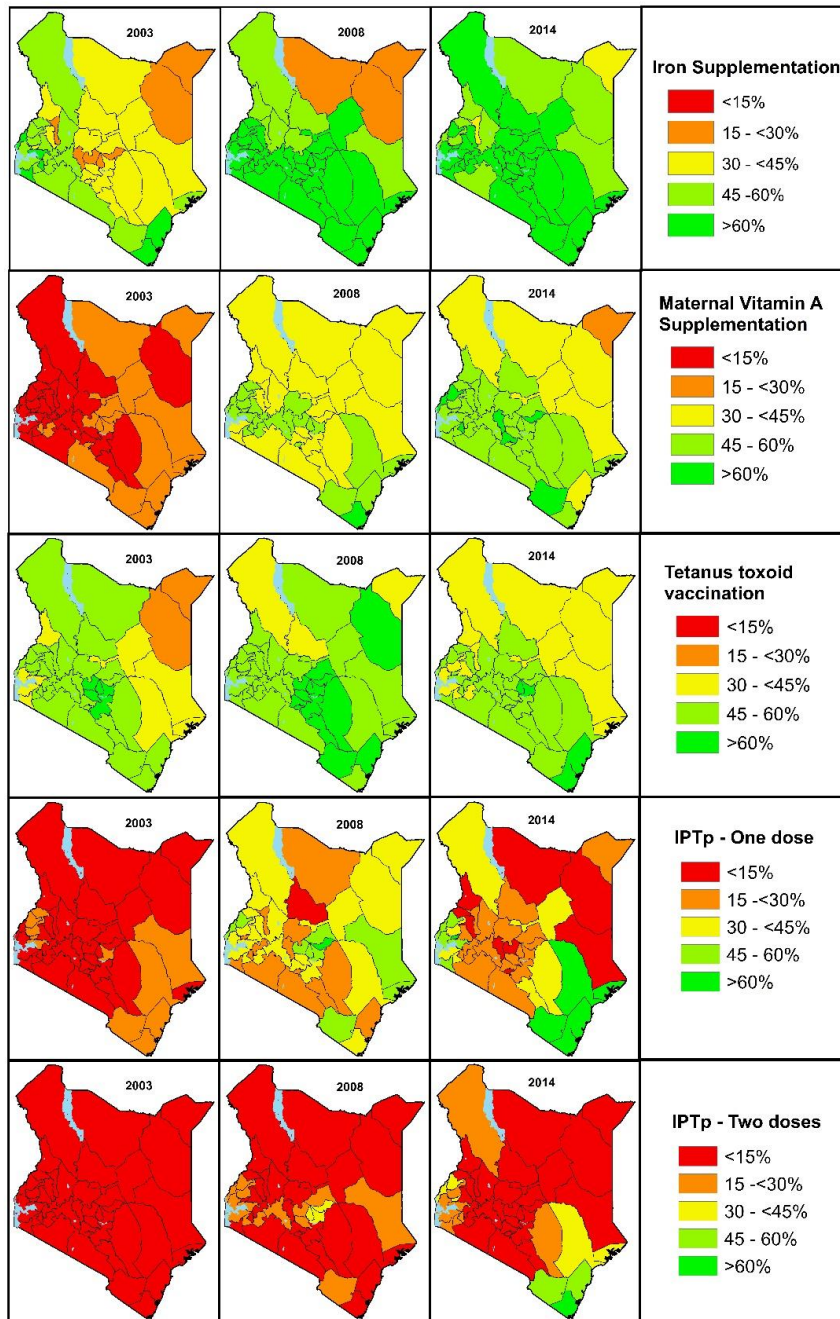 2003
2008
2014
Iron Supplementation
<15%
15 - <30%
30 - <45%
45 -60%
>60%
2003
2008
2014
Maternal Vitamin A
Supplementation
<15%
15 - <30%
30 - <45%
45 - 60%
>60%
2003
2008
2014
Tetanus toxoid
vaccination
<15%
15 - <30%
30 - <45%
45 - 60%
>60%
2003
2008
2014
IPTp - One dose
<15%
15 -<30%
30 - <45%
45 - 60%
>60%
2003
2008
2014
IPTp - Two doses
<15%
15 -<30%
30 - <45%
45 - 60%
>60%